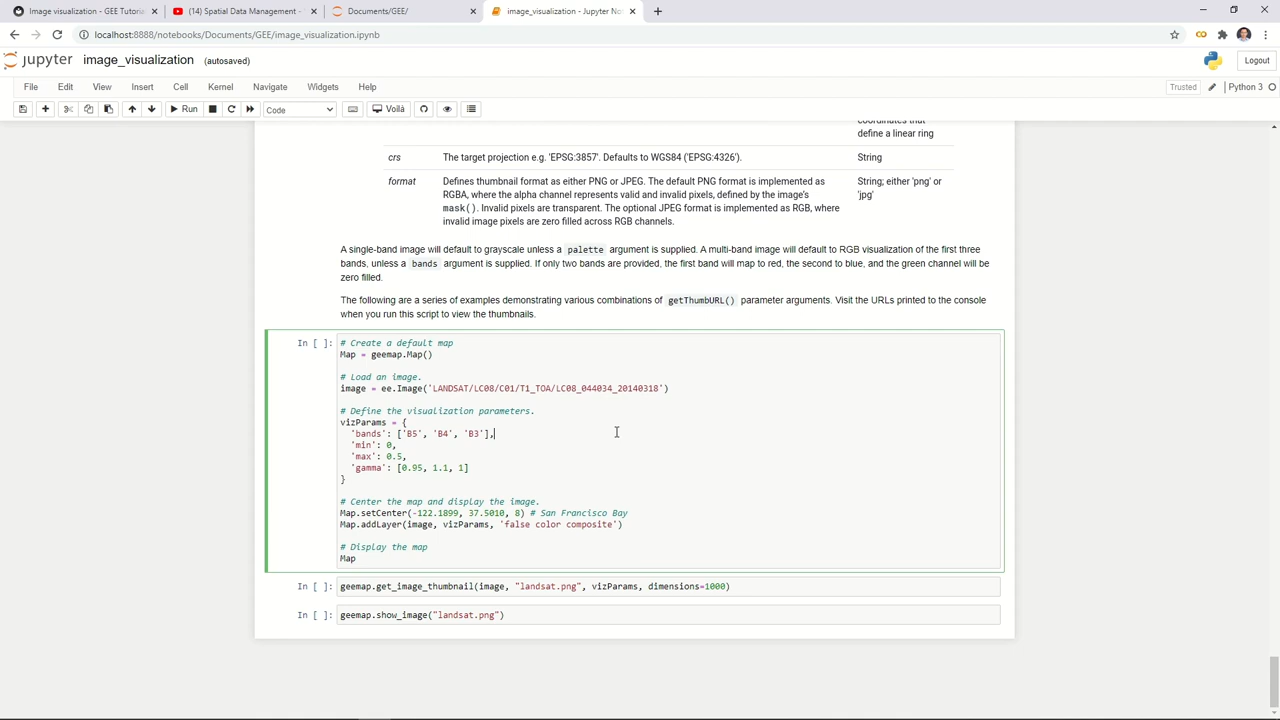 Image visualization - GEE Tutoria
(14) Spatial Data Management -
Documents/GEE/
image_visualization - Jupyter No
localhost:8888/notebooks/Documents/GEE/image_visualization.ipynb
jupyter image_visualization (autosaved)
Logout
File Edit View Insert Cell Kernel Navigate Widgets Help
Trusted Python 3
Run Code Voilà
coordinates that
define a linear ring
crs The target projection e.g. 'EPSG:3857'. Defaults to WGS84 ('EPSG:4326'). String
format Defines thumbnail format as either PNG or JPEG. The default PNG format is implemented as String; either 'png' or
RGBA, where the alpha channel represents valid and invalid pixels, defined by the image's 'jpg'
mask(). Invalid pixels are transparent. The optional JPEG format is implemented as RGB, where
invalid image pixels are zero filled across RGB channels.
A single-band image will default to grayscale unless a palette argument is supplied. A multi-band image will default to RGB visualization of the first three
bands, unless a bands argument is supplied. If only two bands are provided, the first band will map to red, the second to blue, and the green channel will be
zero filled.
The following are a series of examples demonstrating various combinations of getThumbURL() parameter arguments. Visit the URLs printed to the console
when you run this script to view the thumbnails.
In [ ]: # Create a default map
Map = geemap.Map()
# Load an image.
image = ee.Image('LANDSAT/LC08/C01/T1_TOA/LC08_044034_20140318')
# Define the visualization parameters.
vizParams = {
'bands': ['B5', 'B4', 'B3'],
'min': 0,
'max': 0.5,
'gamma': [0.95, 1.1, 1]
}
# Center the map and display the image.
Map.setCenter(-122.1899, 37.5010, 8) # San Francisco Bay
Map.addLayer(image, vizParams, 'false color composite')
# Display the map
Map
In [ ]: geemap.get_image_thumbnail(image, "landsat.png", vizParams, dimensions=1000)
In [ ]: geemap.show_image("landsat.png")